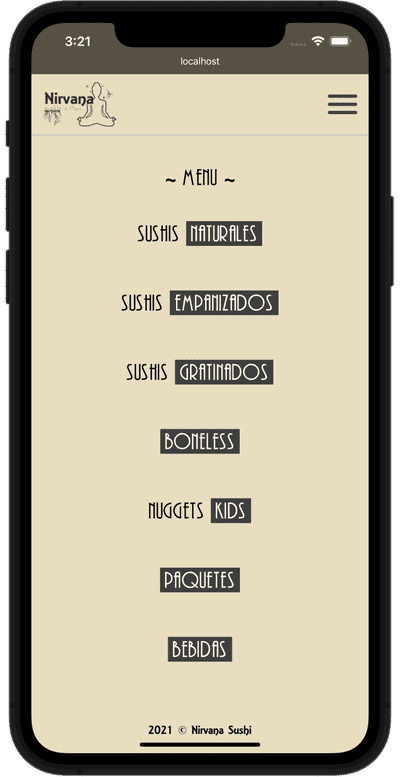 3:21
localhost
Nirvana
~ MENU ~
SUSHIS NATURALES
SUSHIS EMPANIZADOS
SUSHIS GRATINADOS
BONELESS
NUGGETS KIDS
PAQUETES
BEBIDAS
2021 © Nirvana Sushi